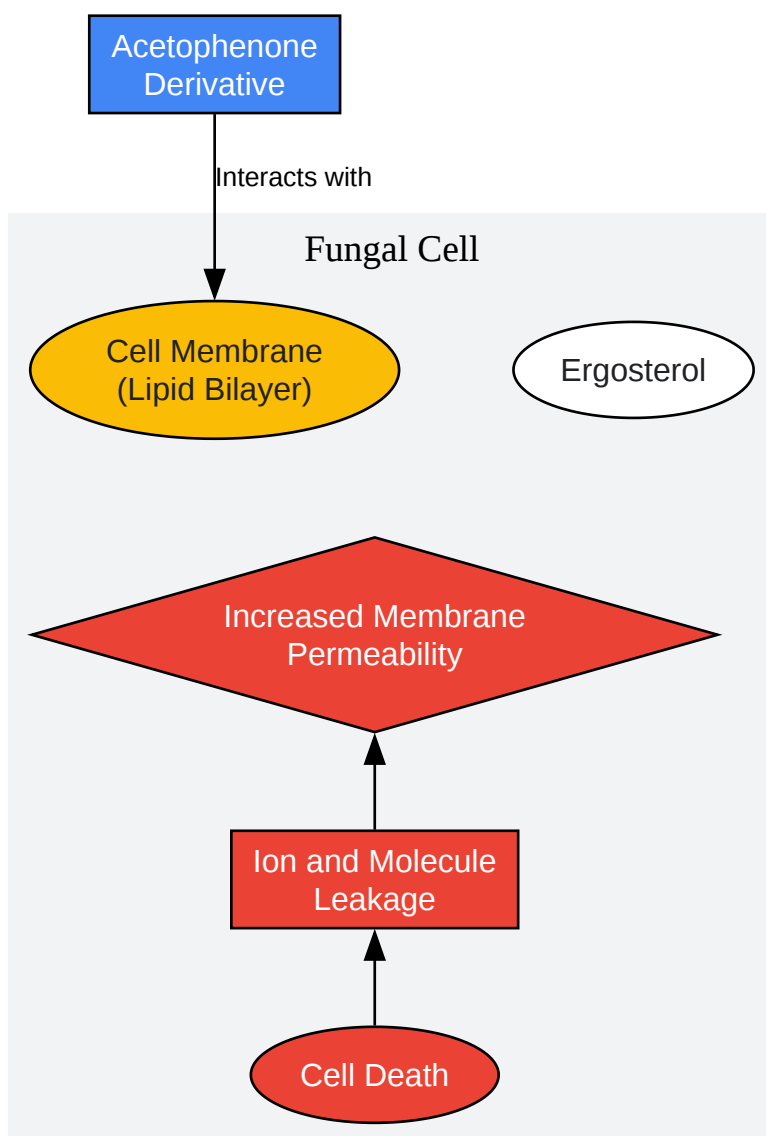 Acetophenone
Derivative
Interacts with
Fungal Cell
Cell Membrane
(Lipid Bilayer)
Ergosterol
Increased Membrane
Permeability
Ion and Molecule
Leakage
Cell Death